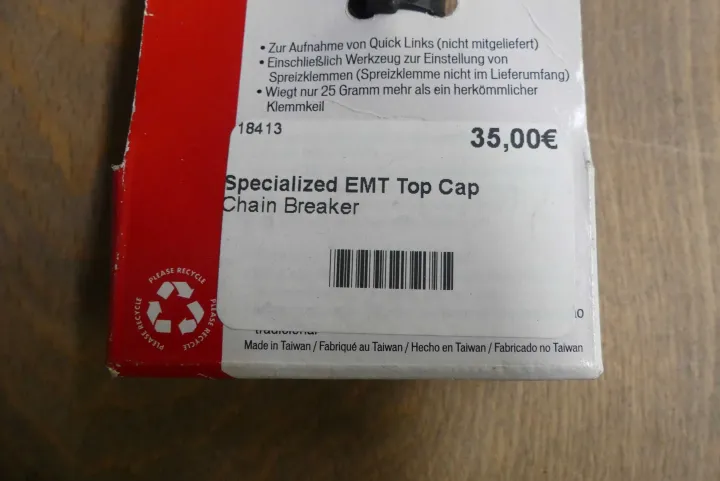 • Zur Aufnahme von Quick Links (nicht mitgeliefert)
• Einschließlich Werkzeug zur Einstellung von
Spreizklemmen (Spreizklemme nicht im Lieferumfang)
• Wiegt nur 25 Gramm mehr als ein herkömmlicher
Klemmkeil
18413
35,00€
Specialized EMT Top Cap
Chain Breaker
PLEASE RECYCLE
PLEASE RECYCLE
PLEASE RECYCLE
Made in Taiwan / Fabriqué au Taiwan / Hecho en Taiwan / Fabricado no Taiwan